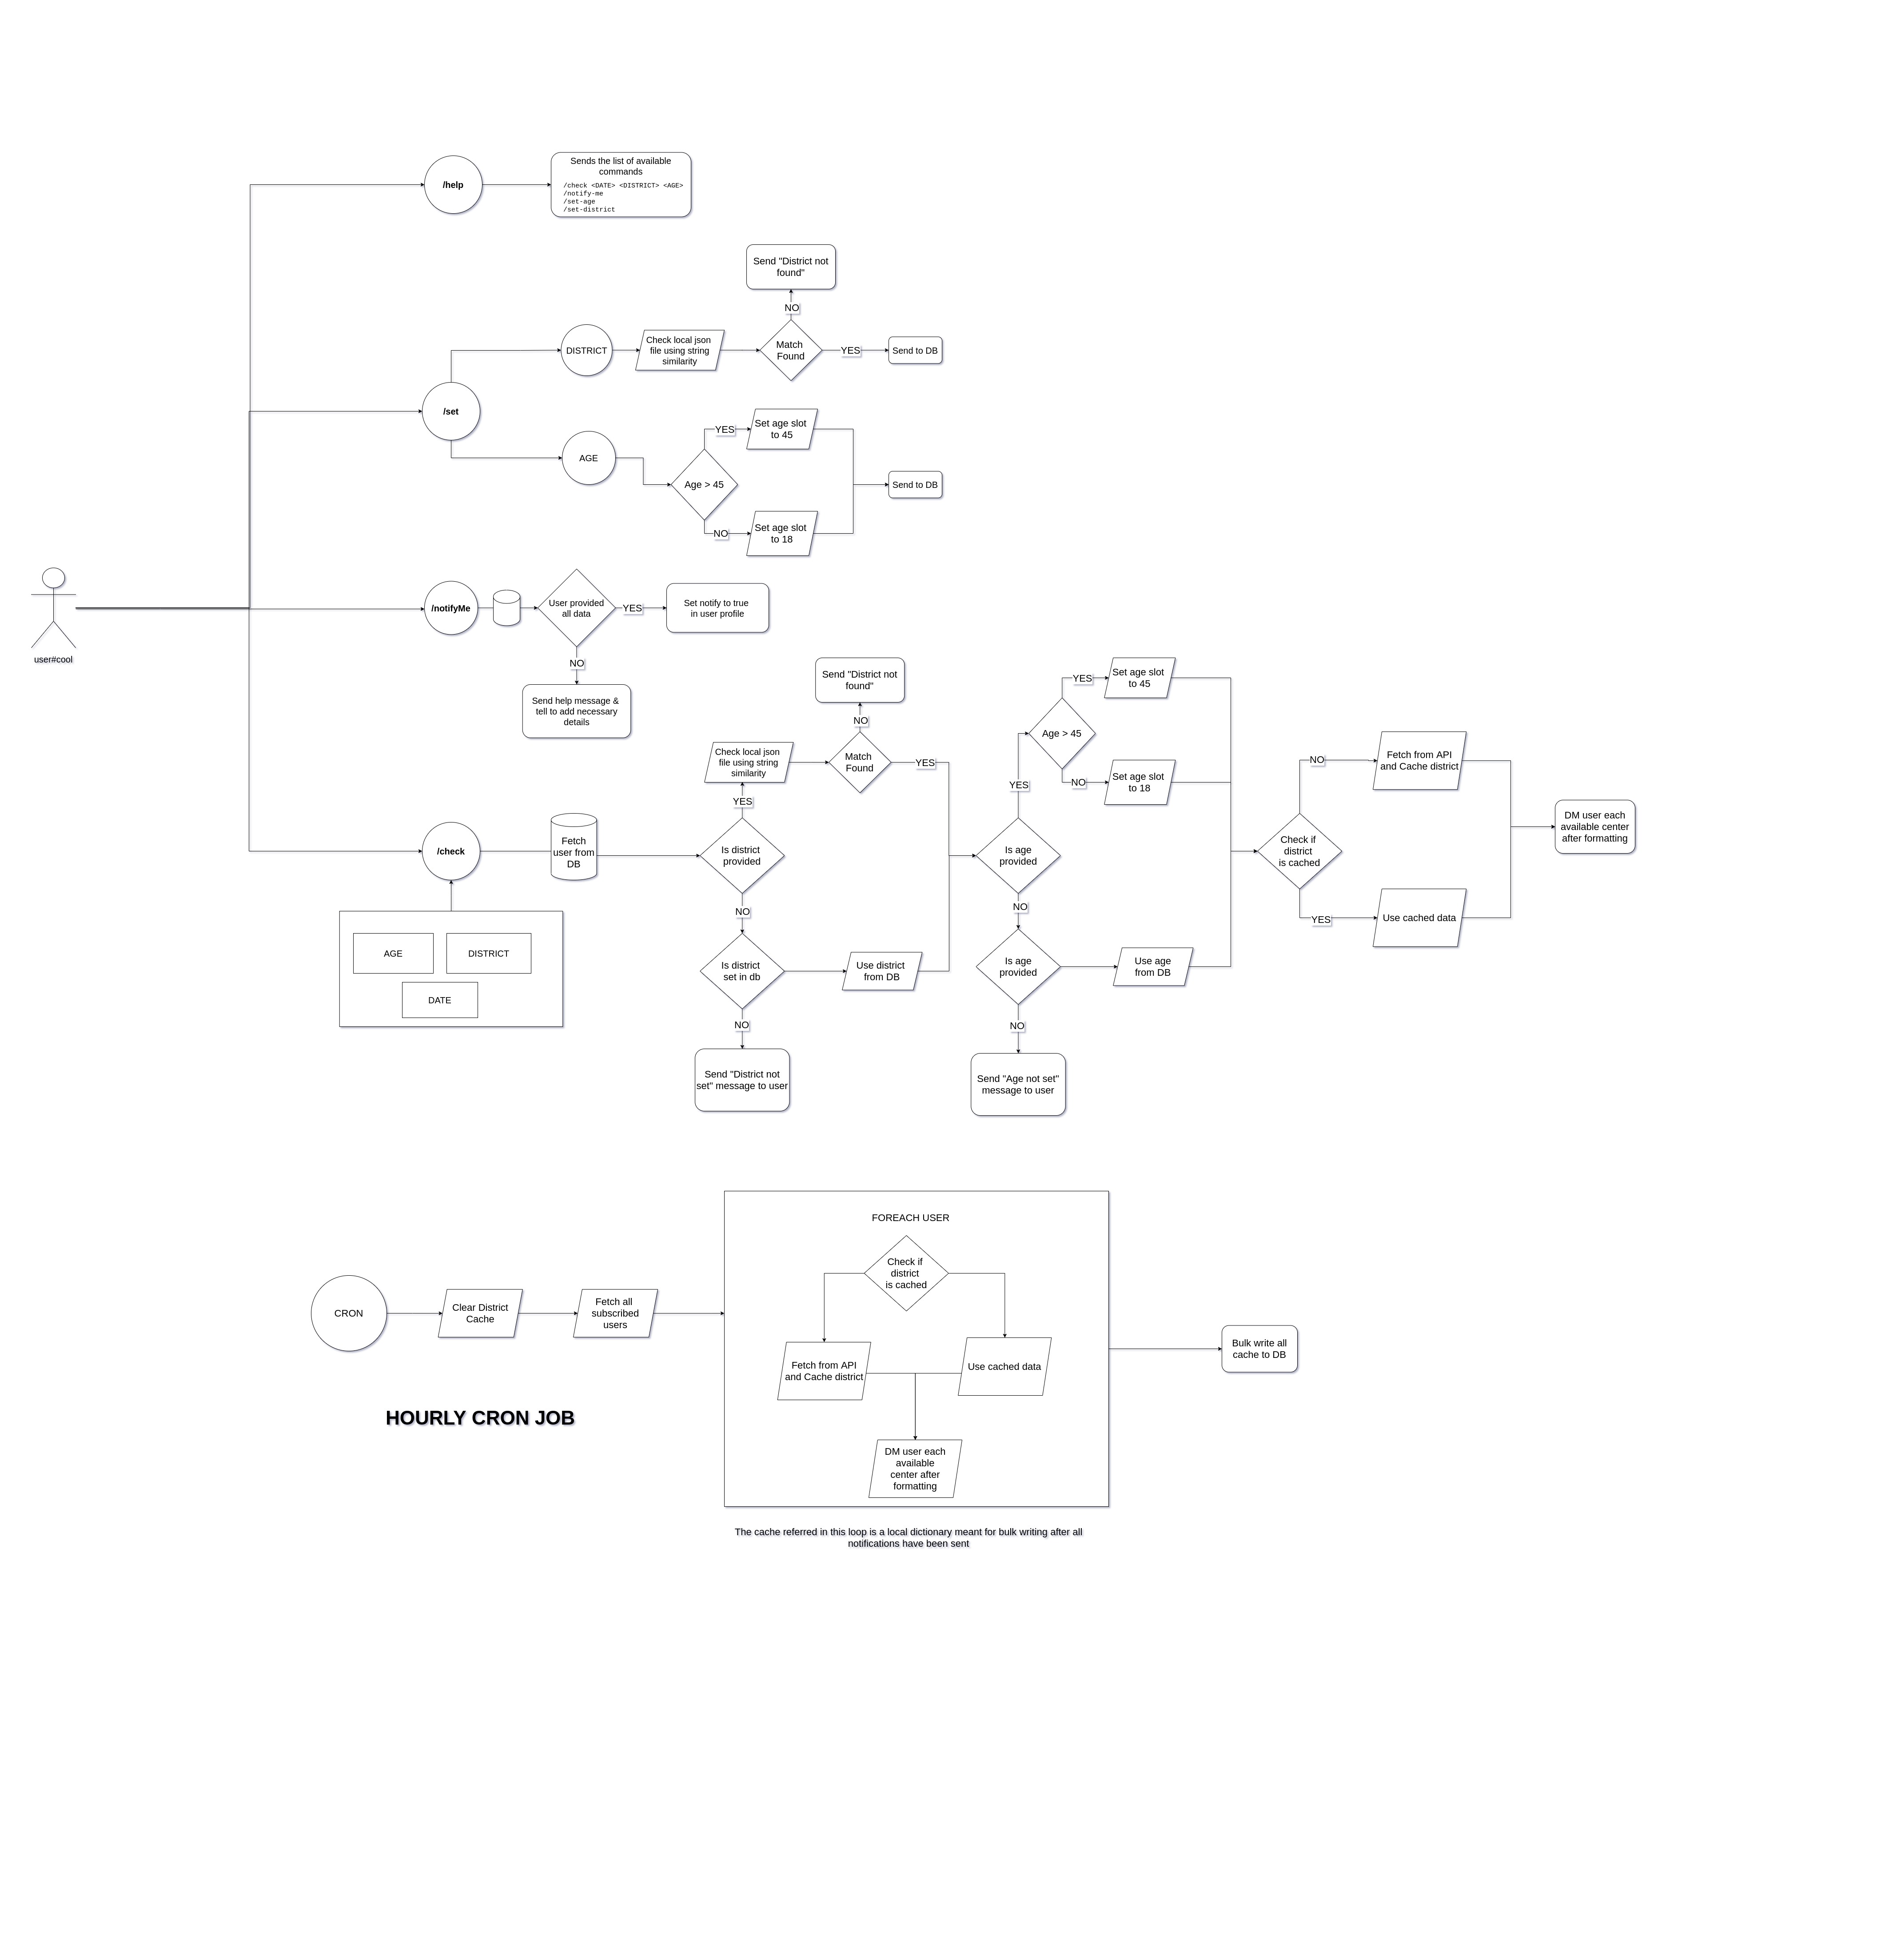 /help
Sends the list of available
commands
/check <DATE> <DISTRICT> <AGE>
/notify-me
/set-age
/set-district
Send "District not
found"
NO
DISTRICT
Check local json
file using string
similarity
Match
Found
YES
Send to DB
/set
AGE
Age > 45
YES
Set age slot
to 45
NO
Set age slot
to 18
Send to DB
user#cool
/notifyMe
User provided
all data
YES
Set notify to true
in user profile
NO
Send help message &
tell to add necessary
details
/check
AGE
DISTRICT
DATE
Fetch
user from
DB
Is district
provided
YES
Check local json
file using string
similarity
Match
Found
NO
Send "District not
found"
YES
NO
Is district
set in db
Use district
from DB
NO
Send "District not
set" message to user
Is age
provided
YES
Age > 45
YES
Set age slot
to 45
NO
Set age slot
to 18
NO
Is age
provided
Use age
from DB
NO
Send "Age not set"
message to user
Check if
district
is cached
NO
Fetch from API
and Cache district
YES
Use cached data
DM user each
available center
after formatting
CRON
Clear District
Cache
Fetch all
subscribed
users
FOREACH USER
Check if
district
is cached
Fetch from API
and Cache district
Use cached data
DM user each
available
center after
formatting
Bulk write all
cache to DB
HOURLY CRON JOB
The cache referred in this loop is a local dictionary meant for bulk writing after all
notifications have been sent